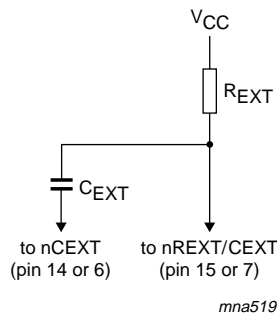 VCC
REXT
CEXT
to nCEXT
(pin 14 or 6)
to nREXT/CEXT
(pin 15 or 7)
mna519